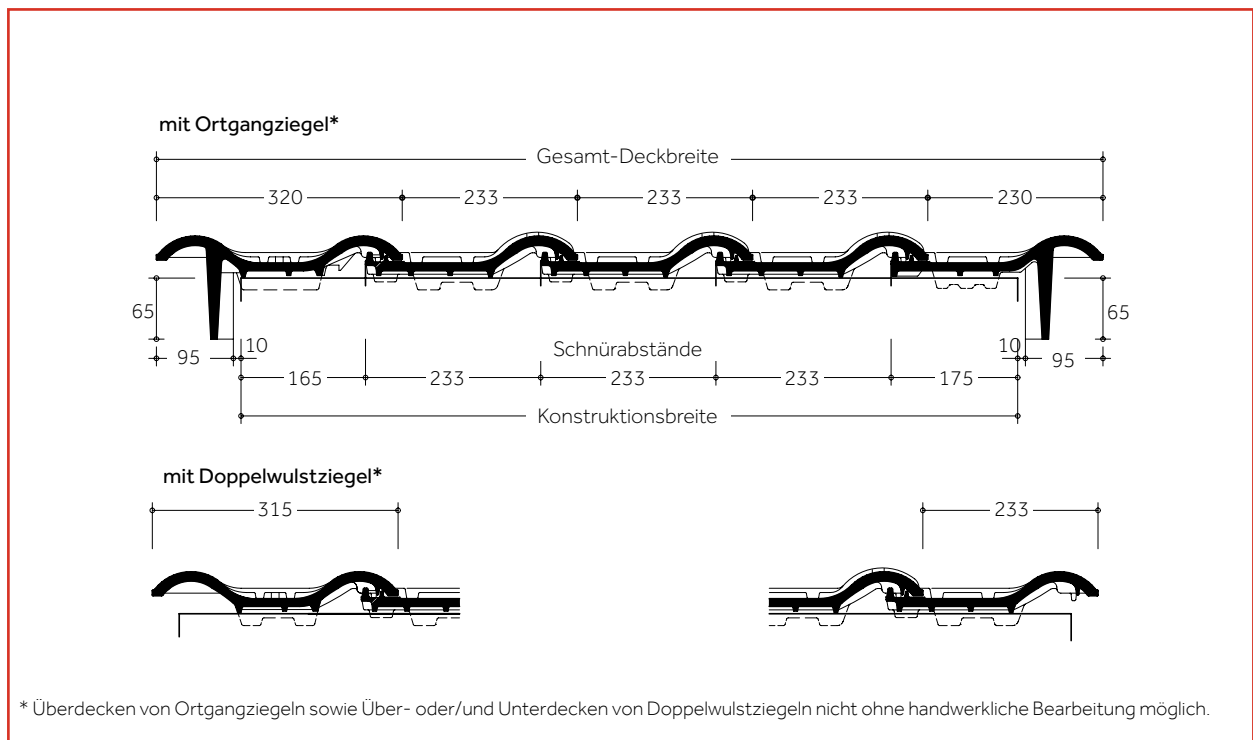 mit Ortgangziegel*
Gesamt-Deckbreite
320 233 233 233 230
65 65
95 10 Schnürabstände 10 95
165 233 233 233 175
Konstruktionsbreite
mit Doppelwulstziegel*
315 233
* Überdecken von Ortgangziegeln sowie Über- oder/und Unterdecken von Doppelwulstziegeln nicht ohne handwerkliche Bearbeitung möglich.